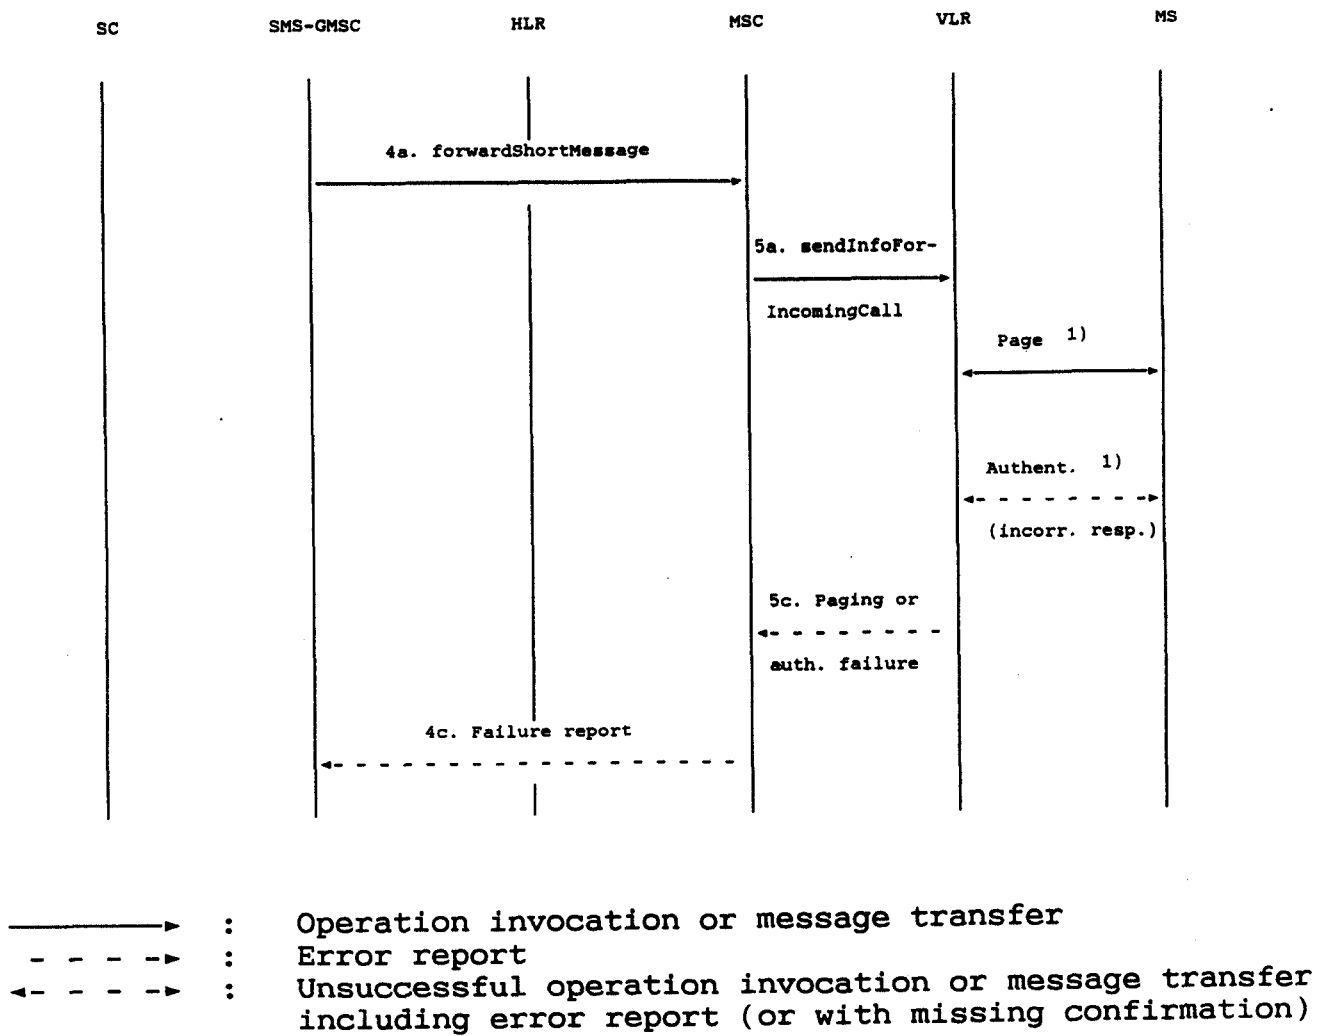 SC SMS-GMSC HLR MSC VLR MS
4a. forwardShortMessage
5a. sendInfoFor-
IncomingCall
Page 1)
Authent. 1)
(incorr. resp.)
5c. Paging or
auth. failure
4c. Failure report
: Operation invocation or message transfer
: Error report
: Unsuccessful operation invocation or message transfer
including error report (or with missing confirmation)